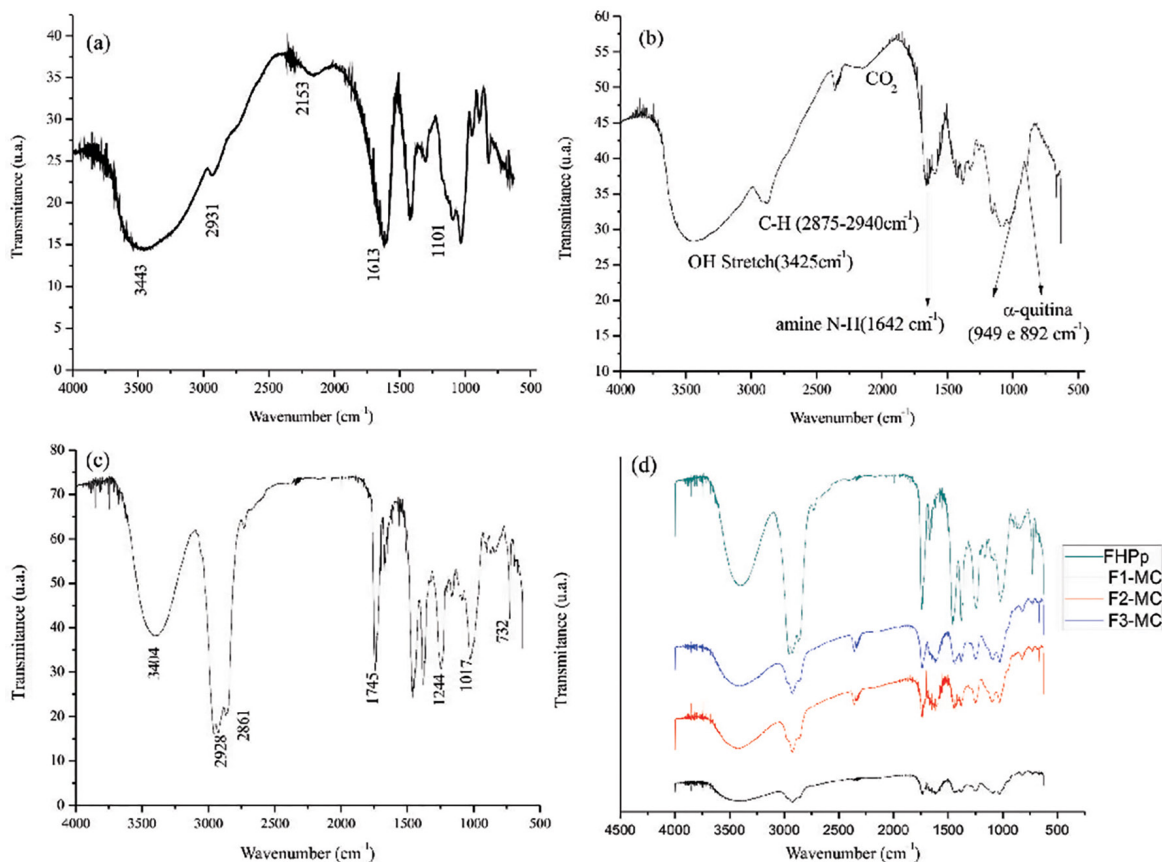 (a)
Transmitance (u.a.)
40
35
30
25
20
15
10
5
0
3443
2931
2153
1613
1101
4000 3500 3000 2500 2000 1500 1000 500
Wavenumber (cm-1)
(b)
Transmitance (u.a.)
60
55
50
45
40
35
30
25
20
15
10
CO2
C-H (2875-2940cm-1)
OH Stretch(3425cm-1)
amine N-H(1642 cm-1)
α-quitina
(949 e 892 cm-1)
4000 3500 3000 2500 2000 1500 1000 500
Wavenumber (cm-1)
(c)
Transmitance (u.a.)
80
70
60
50
40
30
20
10
0
3404
2928
2861
1745
1244
1017
732
4000 3500 3000 2500 2000 1500 1000 500
Wavenumber (cm-1)
(d)
Transmitance (u.a.)
FHPp
F1-MC
F2-MC
F3-MC
4500 4000 3500 3000 2500 2000 1500 1000 500
Wavenumber (cm-1)